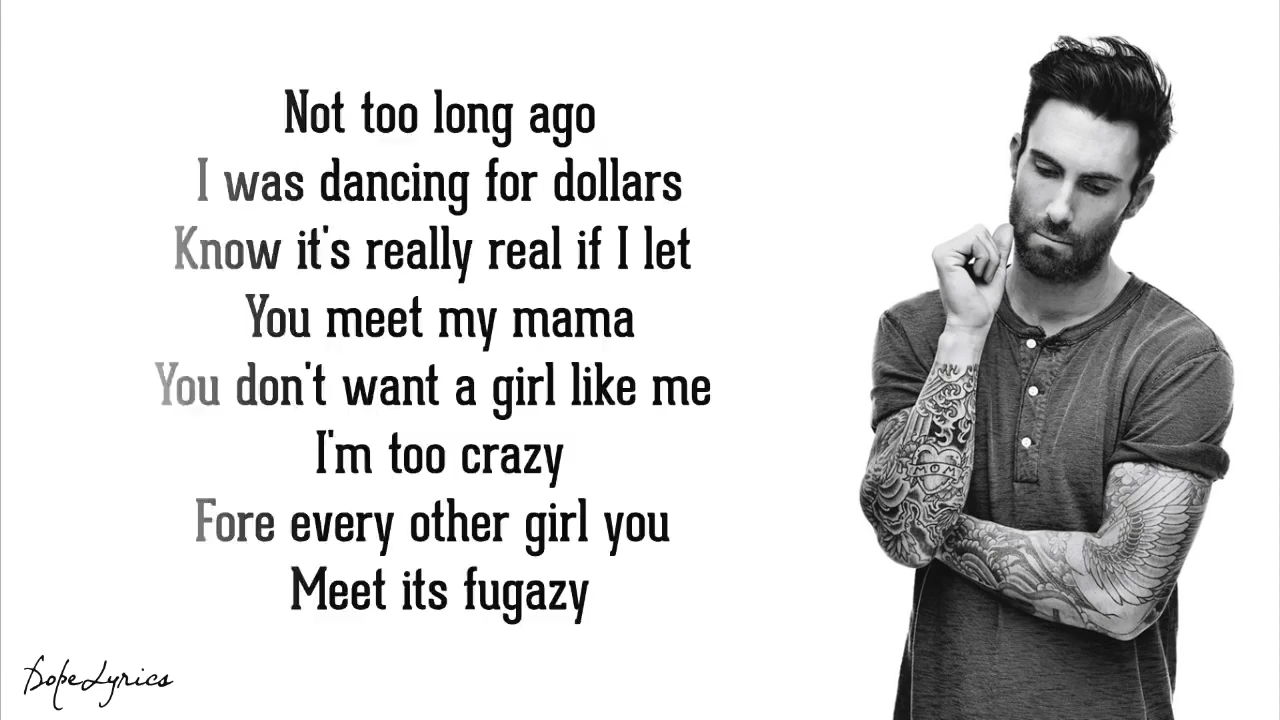 Not too long ago
I was dancing for dollars
Know it's really real if I let
You meet my mama
You don't want a girl like me
I'm too crazy
Fore every other girl you
Meet its fugazy
DopeLyrics
MOM